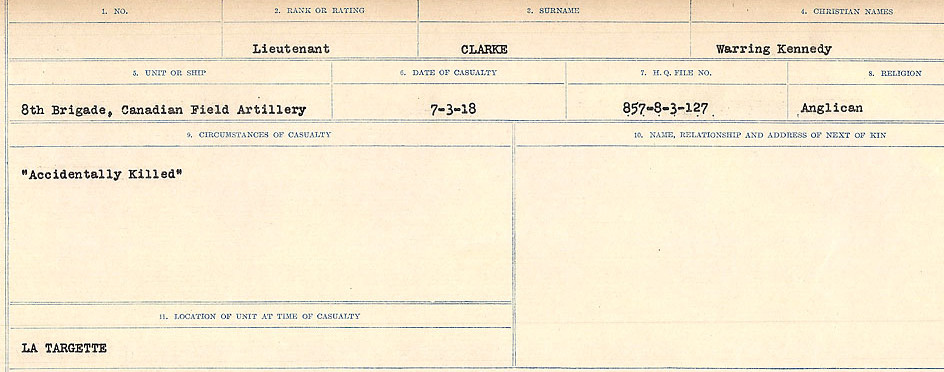 1. NO. 2. RANK OR RATING 3. SURNAME 4. CHRISTIAN NAMES
Lieutenant CLARKE Warring Kennedy
5. UNIT OR SHIP 6. DATE OF CASUALTY 7. H. Q. FILE NO. 8. RELIGION
8th Brigade, Canadian Field Artillery 7-3-18 857-8-3-127 Anglican
9. CIRCUMSTANCES OF CASUALTY 10. NAME, RELATIONSHIP AND ADDRESS OF NEXT OF KIN
"Accidentally Killed"
11. LOCATION OF UNIT AT TIME OF CASUALTY
LA TARGETTE